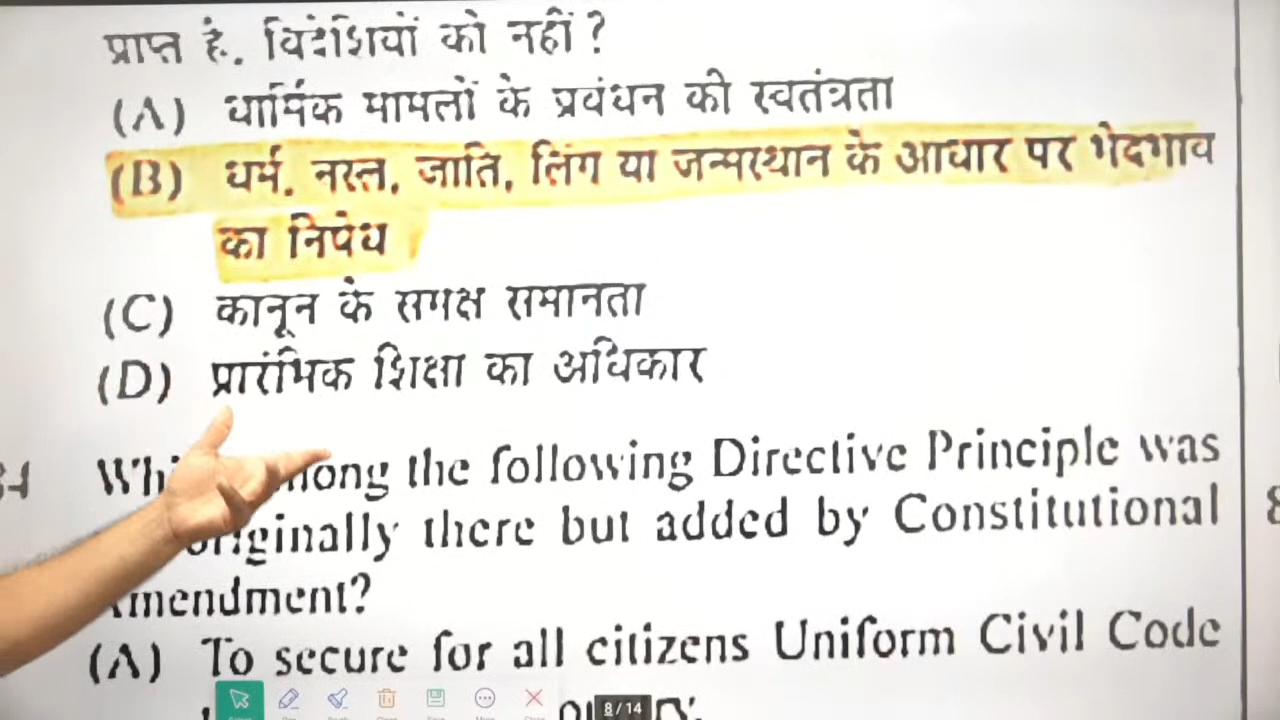 प्राप्त हैं, विदेशियों को नहीं?
(A) धार्मिक मामलों के प्रबंधन की स्वतंत्रता
(B) धर्म, नस्ल, जाति, लिंग या जन्मस्थान के आधार पर भेदभाव
का निषेध
(C) कानून के समक्ष समानता
(D) प्रारंभिक शिक्षा का अधिकार
the following Directive Principle was
originally there but added by Constitutional
Amendment?
(A) To secure for all citizens Uniform Civil Code
8/14